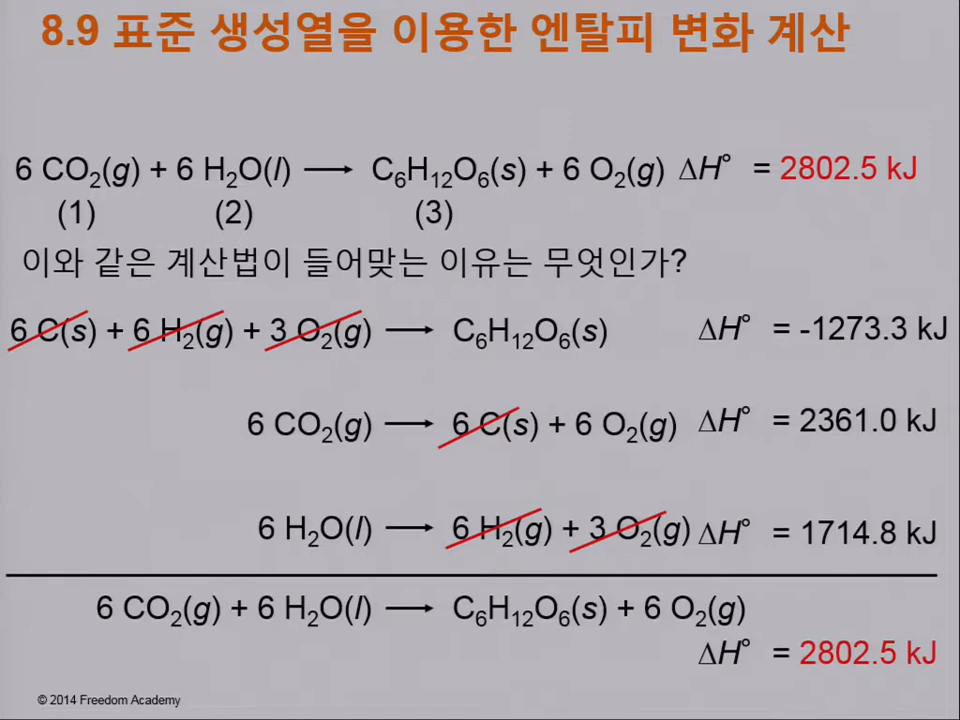 8.9 표준 생성열을 이용한 엔탈피 변화 계산
6 CO₂(g) + 6 H₂O(l) ⟶ C₆H₁₂O₆(s) + 6 O₂(g) ΔH° = 2802.5 kJ
(1) (2) (3)
이와 같은 계산법이 들어맞는 이유는 무엇인가?
6 C(s) + 6 H₂(g) + 3 O₂(g) ⟶ C₆H₁₂O₆(s) ΔH° = -1273.3 kJ
6 CO₂(g) ⟶ 6 C(s) + 6 O₂(g) ΔH° = 2361.0 kJ
6 H₂O(l) ⟶ 6 H₂(g) + 3 O₂(g) ΔH° = 1714.8 kJ
6 CO₂(g) + 6 H₂O(l) ⟶ C₆H₁₂O₆(s) + 6 O₂(g)
ΔH° = 2802.5 kJ
© 2014 Freedom Academy